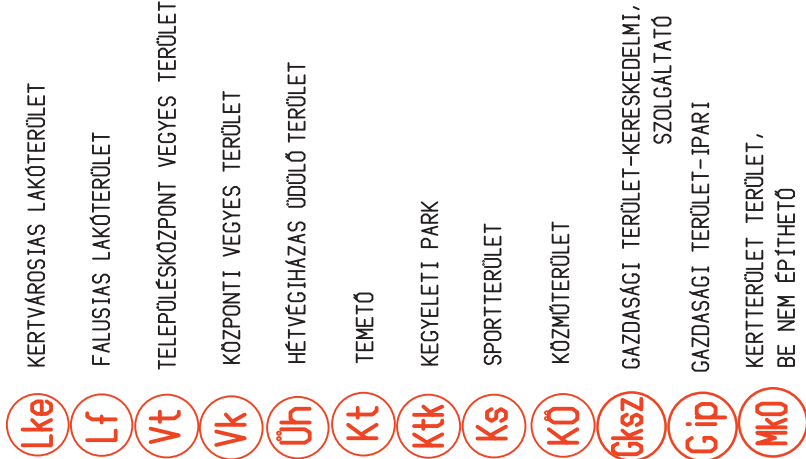 Lke KERTVÁROSIAS LAKÓTERÜLET
Lf FALUSIAS LAKÓTERÜLET
Vt TELEPÜLÉSKÖZPONT VEGYES TERÜLET
Vk KÖZPONTI VEGYES TERÜLET
Üh HÉTVÉGIHÁZAS ÜDÜLŐ TERÜLET
Kt TEMETŐ
Ktk KEGYELETI PARK
Ks SPORTTERÜLET
KÖ KÖZMŰTERÜLET
Gksz GAZDASÁGI TERÜLET-KERESKEDELMI,
SZOLGÁLTATÓ
Gip GAZDASÁGI TERÜLET-IPARI
MkO KERTTERÜLET TERÜLET,
BE NEM ÉPÍTHETŐ